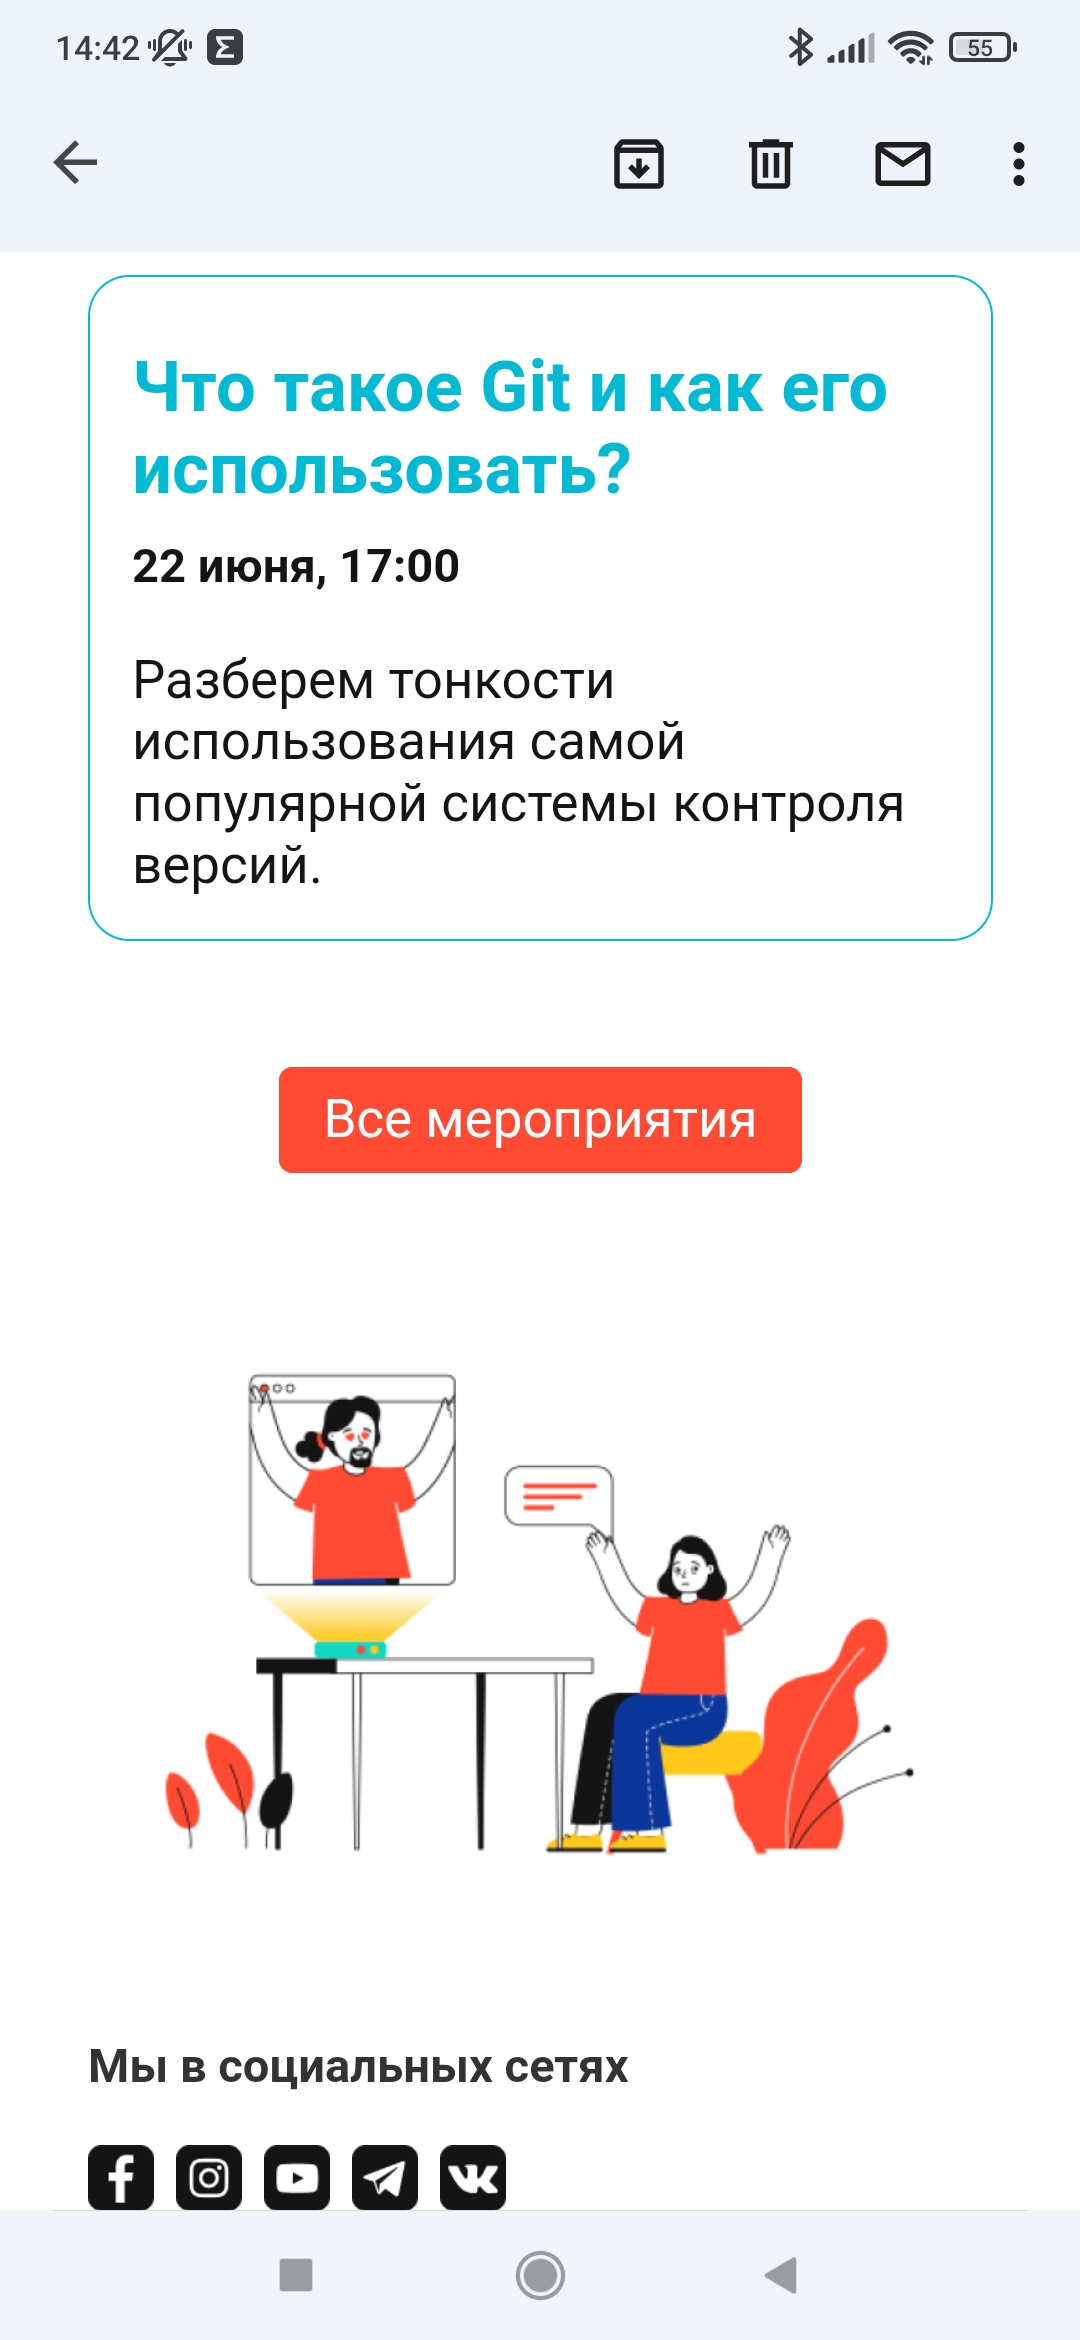 14:42
55
Что такое Git и как его
использовать?
22 июня, 17:00
Разберем тонкости
использования самой
популярной системы контроля
версий.
Все мероприятия
Мы в социальных сетях